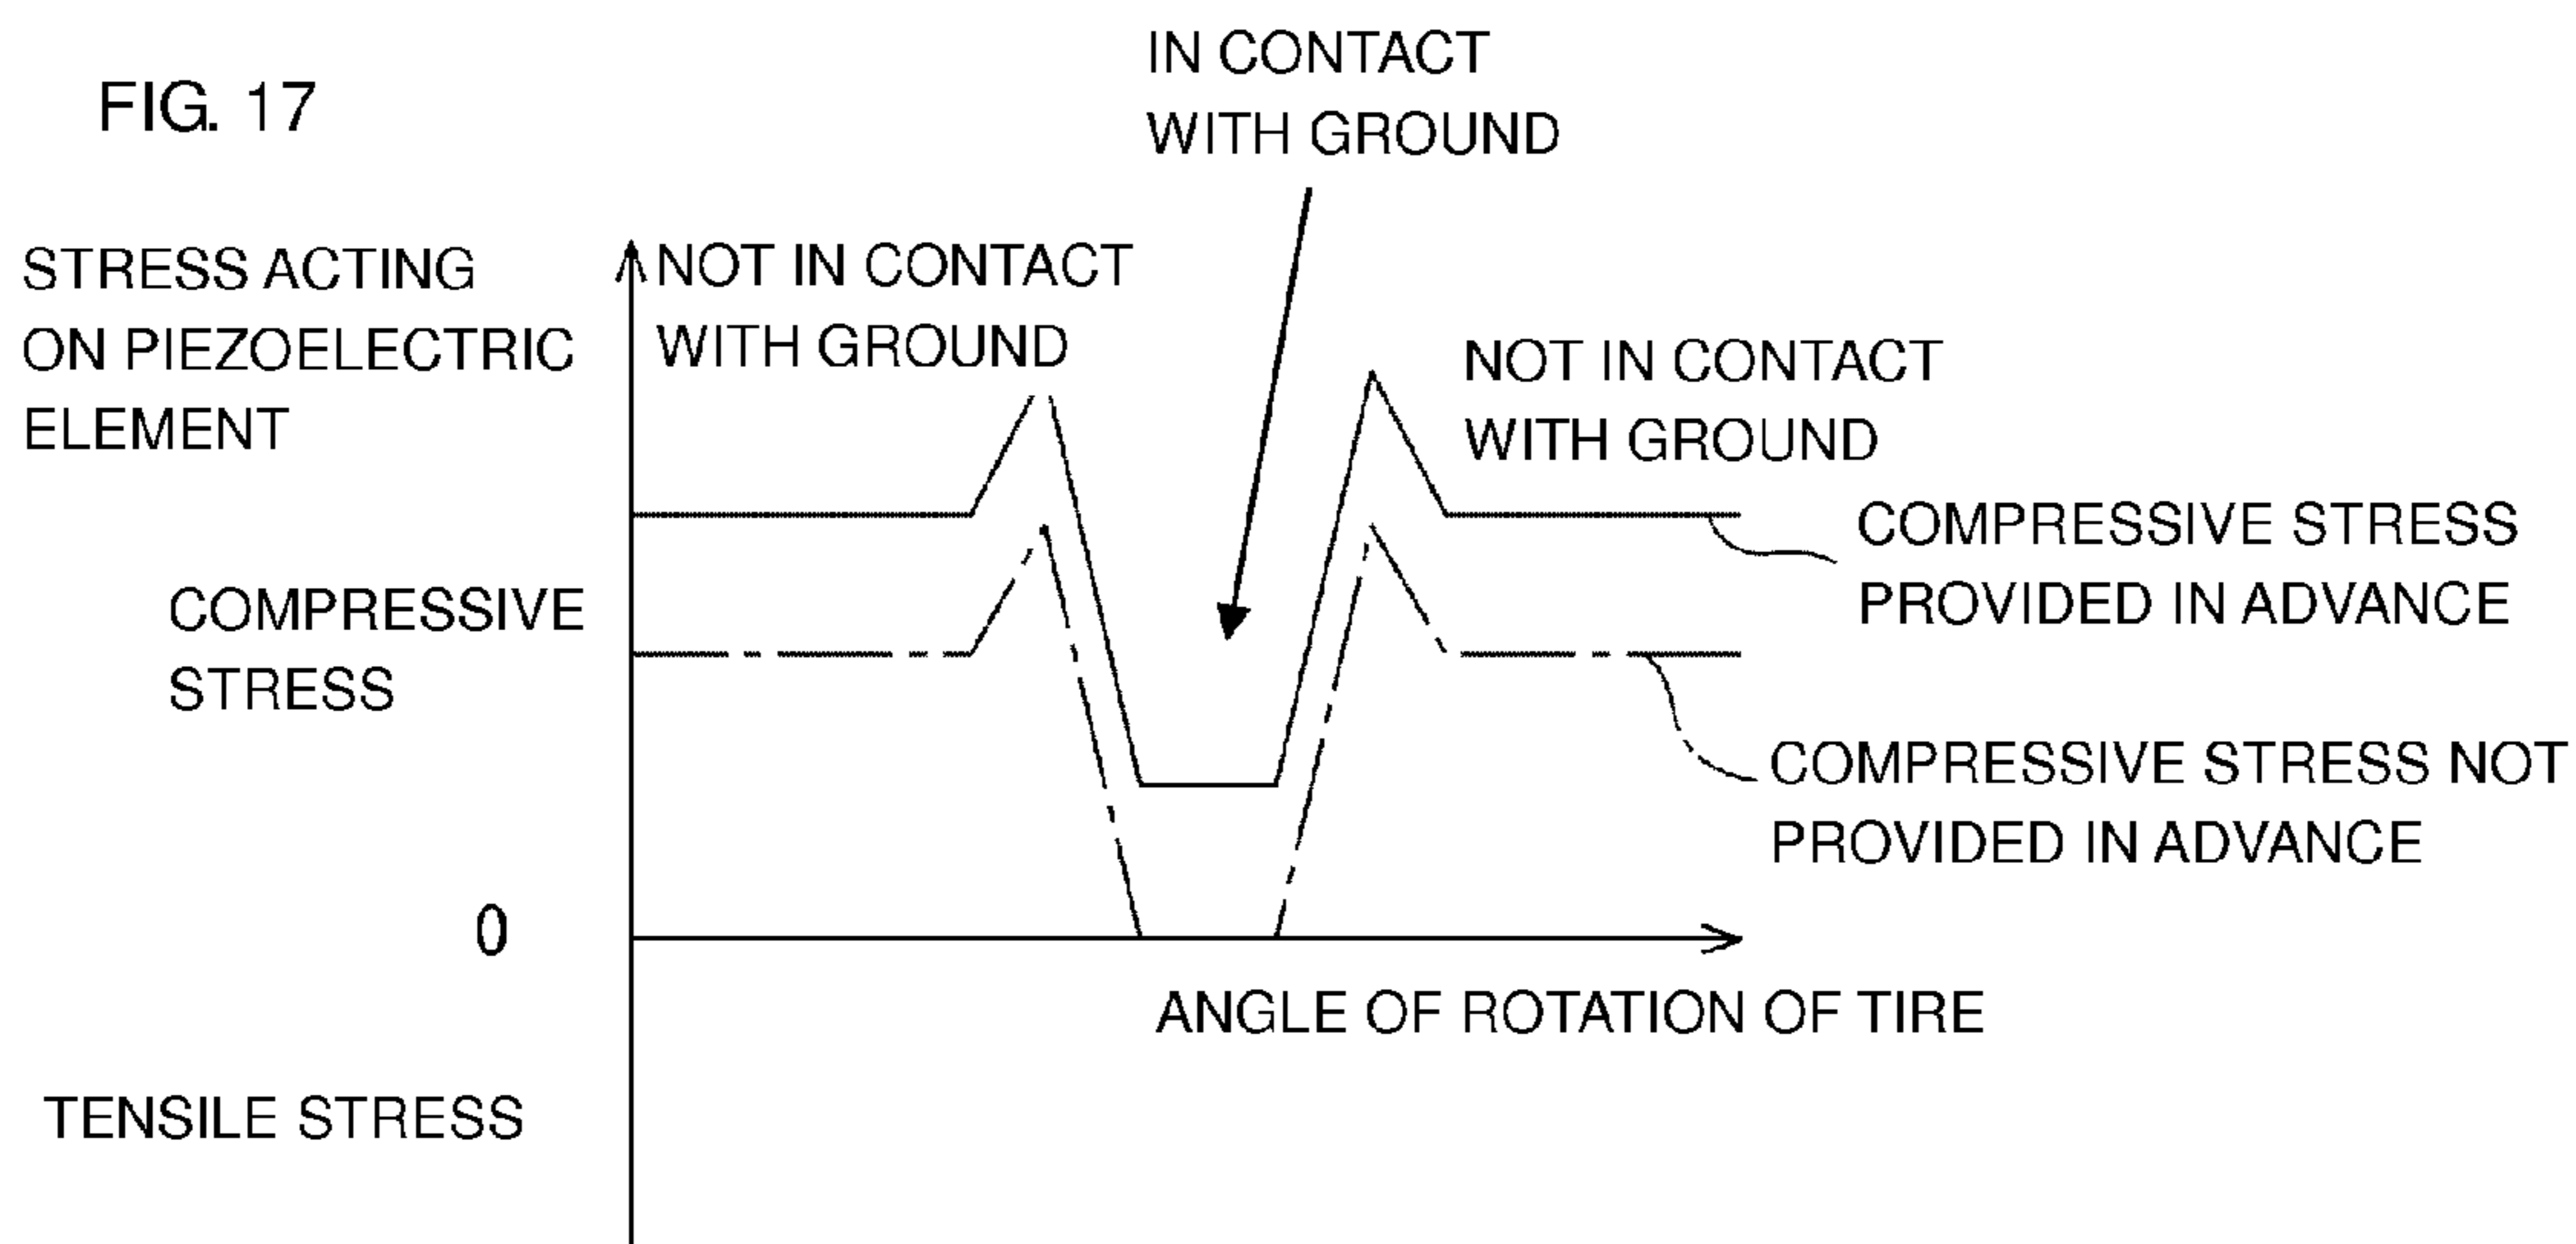 FIG. 17
IN CONTACT
WITH GROUND
STRESS ACTING
ON PIEZOELECTRIC
ELEMENT
NOT IN CONTACT
WITH GROUND
NOT IN CONTACT
WITH GROUND
COMPRESSIVE STRESS
PROVIDED IN ADVANCE
COMPRESSIVE
STRESS
COMPRESSIVE STRESS NOT
PROVIDED IN ADVANCE
0
ANGLE OF ROTATION OF TIRE
TENSILE STRESS